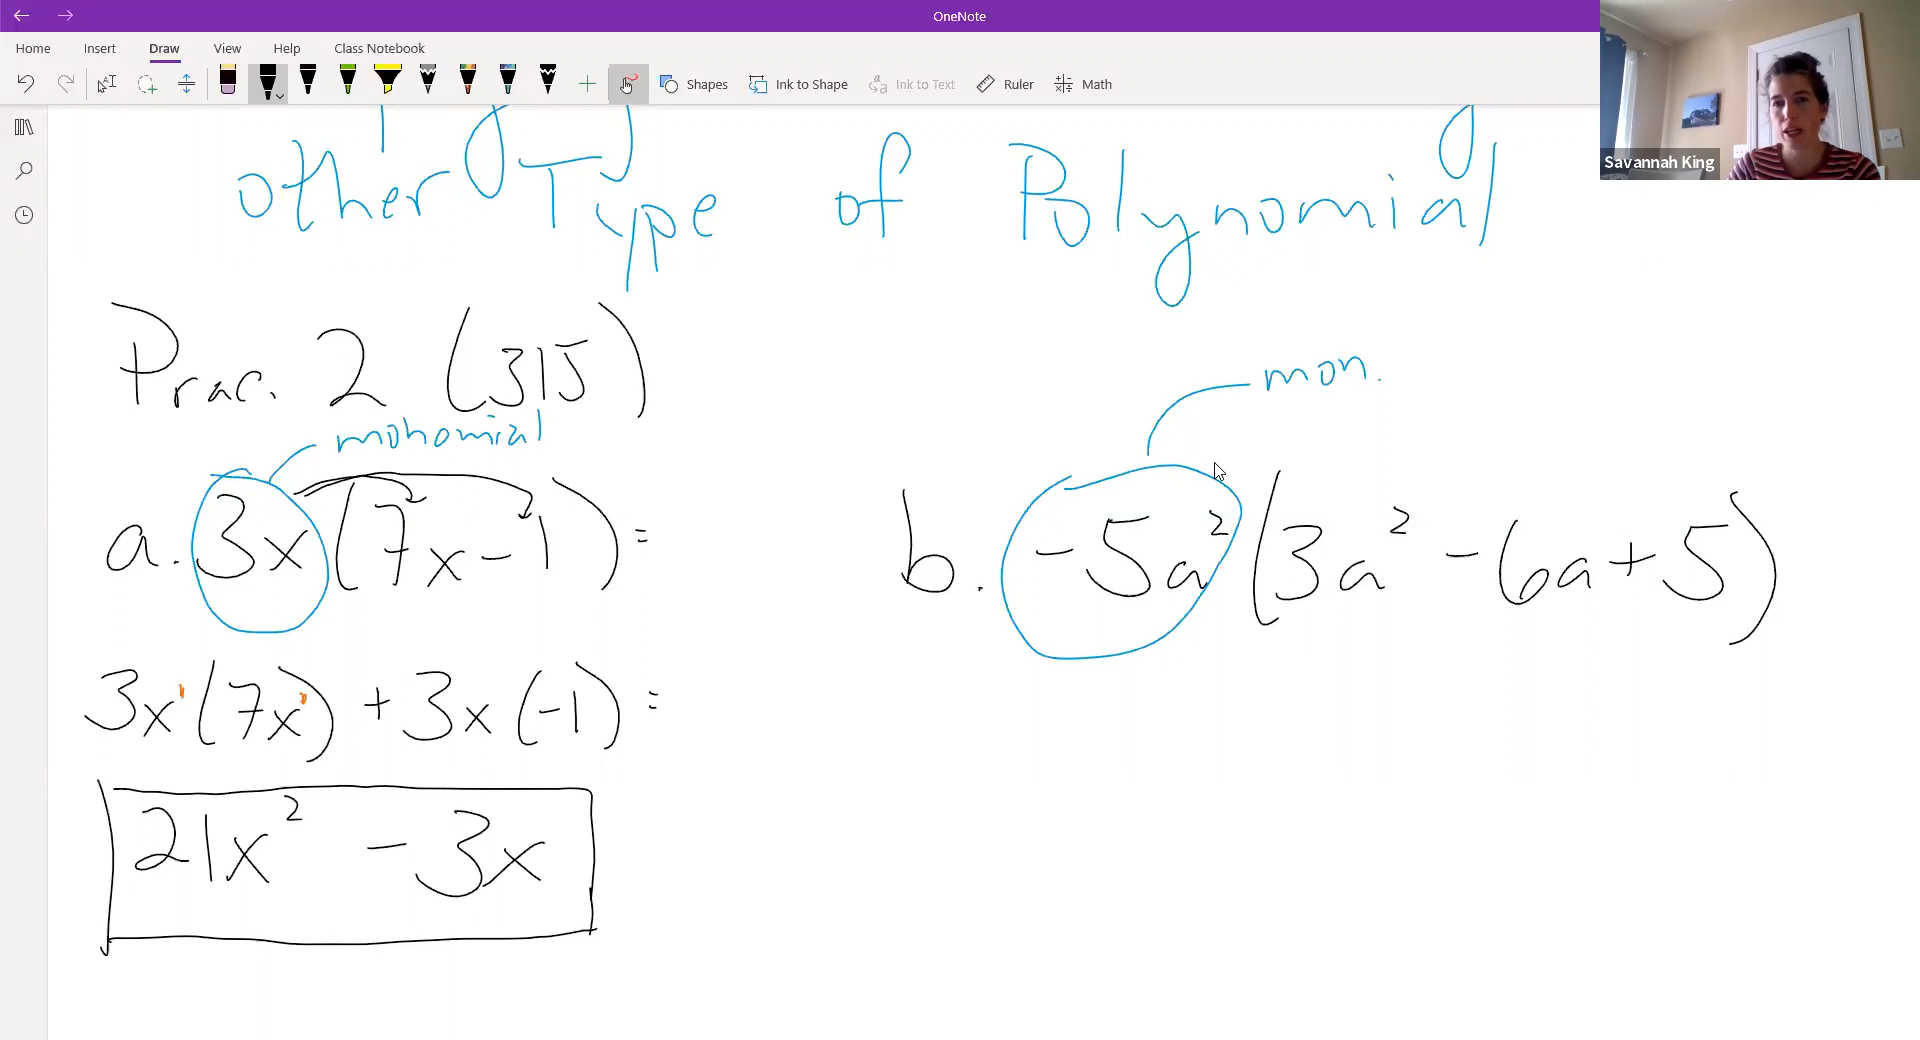 OneNote
Home Insert Draw View Help Class Notebook
Shapes Ink to Shape Ink to Text Ruler Math
Savannah King
other Type of Polynomial
Prac. 2 (315)
monomial
a. 3x(7x-1) =
3x(7x) + 3x(-1) =
21x² - 3x
mon.
b. -5a²(3a² - 6a + 5)